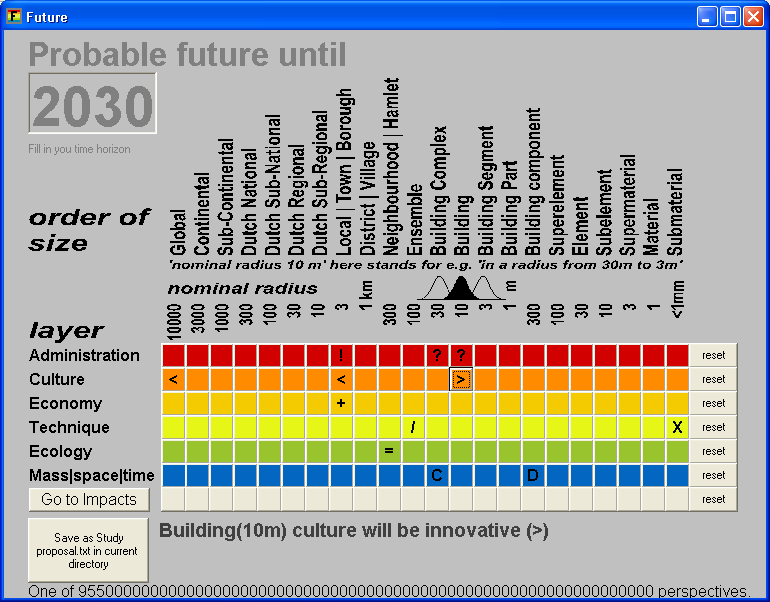 Future
Probable future until
2030
Fill in you time horizon
order of
size
Global
Continental
Sub-Continental
Dutch National
Dutch Sub-National
Dutch Regional
Dutch Sub-Regional
Local | Town | Borough
District | Village
Neighbourhood | Hamlet
Ensemble
Building Complex
Building
Building Segment
Building Part
Building component
Superelement
Element
Subelement
Supermaterial
Material
Submaterial
'nominal radius 10 m' here stands for e.g. 'in a radius from 30m to 3m'
nominal radius
10000 3000 1000 300 100 30 10 3 1 km 300 100 30 10 3 1 m 300 100 30 10 3 1 <1mm
layer
Administration ! ? ? reset
Culture < < > reset
Economy + reset
Technique / X reset
Ecology = reset
Mass|space|time C D reset
Go to Impacts reset
Save as Study
proposal.txt in current
directory
Building(10m) culture will be innovative (>)